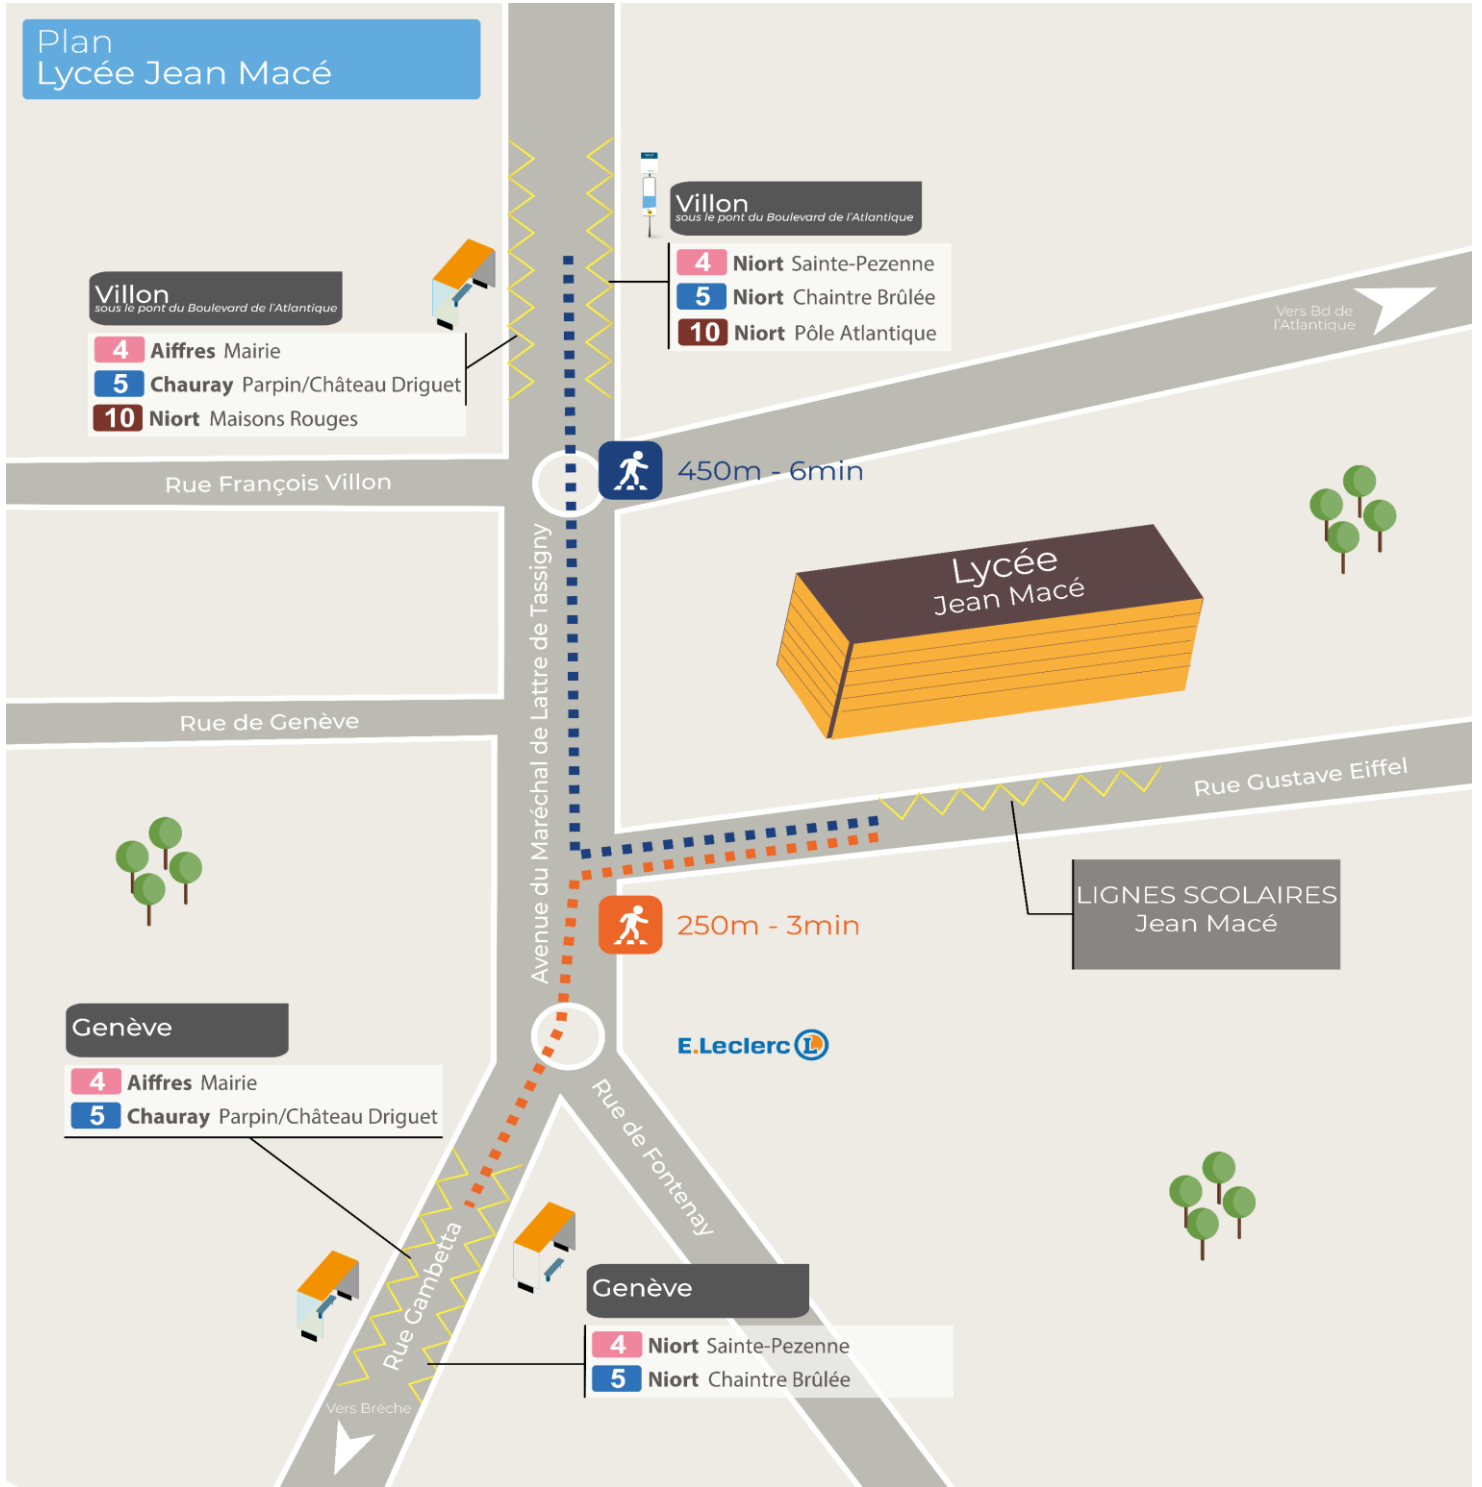 Plan
Lycée Jean Macé
Villon
sous le pont du Boulevard de l'Atlantique
4 Niort Sainte-Pezenne
5 Niort Chaintre Brûlée
10 Niort Pôle Atlantique
Villon
sous le pont du Boulevard de l'Atlantique
4 Aiffres Mairie
5 Chauray Parpin/Château Driguet
10 Niort Maisons Rouges
Vers Bd de
l'Atlantique
Rue François Villon
450m - 6min
Avenue du Maréchal de Lattre de Tassigny
Lycée
Jean Macé
Rue de Genève
Rue Gustave Eiffel
LIGNES SCOLAIRES
Jean Macé
250m - 3min
Genève
4 Aiffres Mairie
5 Chauray Parpin/Château Driguet
E.Leclerc L
Rue de Fontenay
Rue Gambetta
Genève
4 Niort Sainte-Pezenne
5 Niort Chaintre Brûlée
Vers Brèche